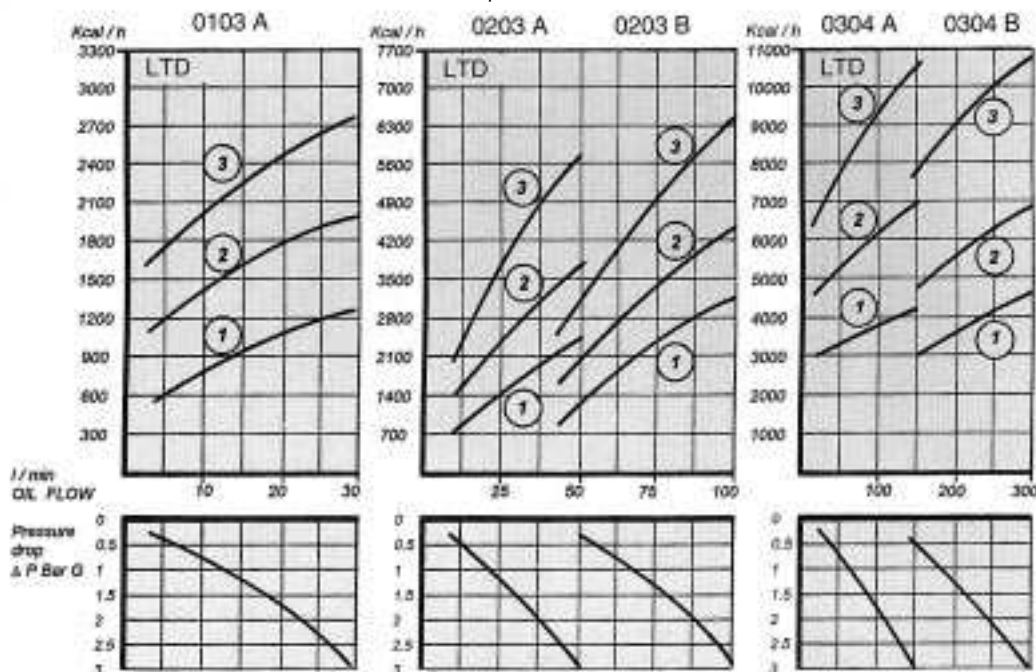 0103 A 0203 A 0203 B 0304 A 0304 B
Kcal / h Kcal / h Kcal / h
3300 7700 11000
LTD LTD LTD
3000 7000 10000
2700 6300 9000
2400 5600 8000
2100 4900 7000
1800 4200 6000
1500 3500 5000
1200 2800 4000
900 2100 3000
600 1400 2000
300 700 1000
3 3 3 3 3
2 2 2 2 2
1 1 1 1 1
l / min
OIL FLOW 10 20 30 25 50 75 100 100 200 300
Pressure
drop
Δ P Bar G
0 0 0
0.5 0.5 0.5
1 1 1
1.5 1.5 1.5
2 2 2
2.5 2.5 2.5
3 3 3